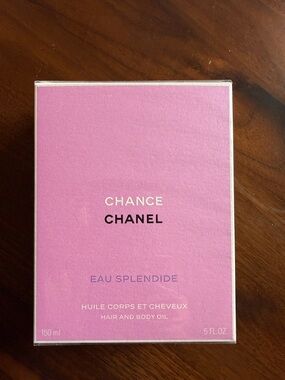 CHANCE
CHANEL
EAU SPLENDIDE
HUILE CORPS ET CHEVEUX
HAIR AND BODY OIL
150 ml 5 FL.OZ